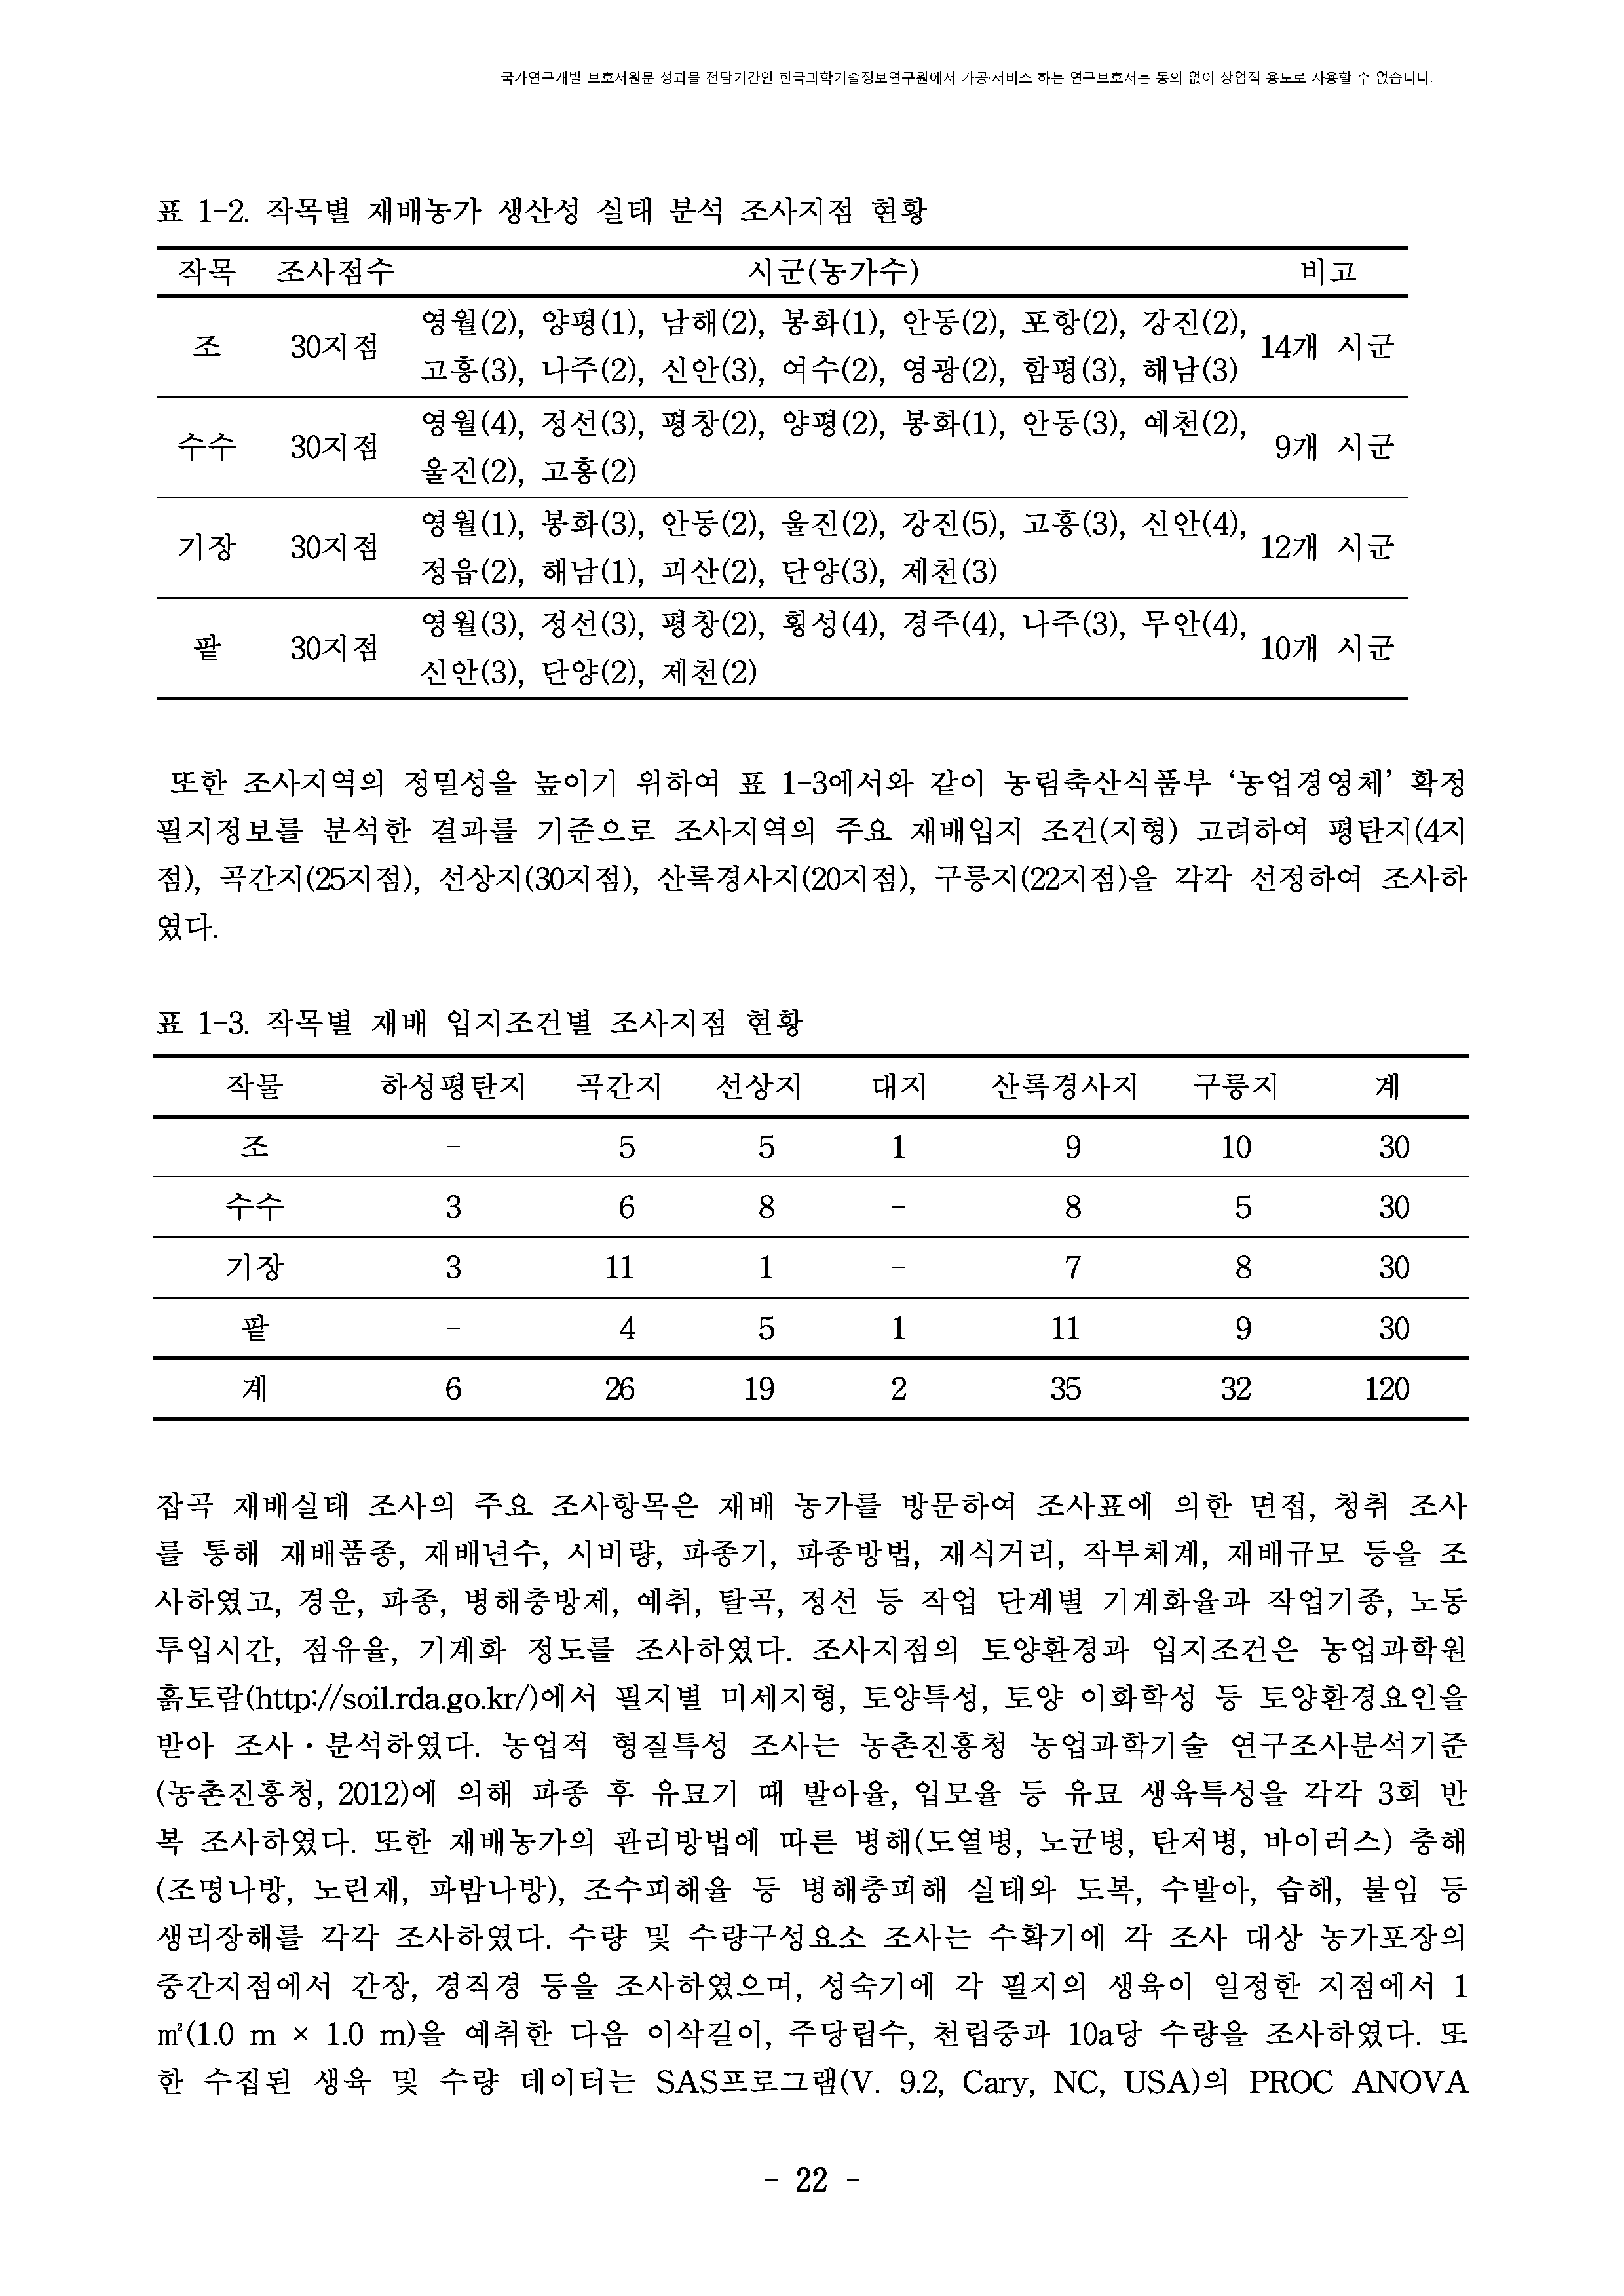 국가연구개발 보호서원문 성과물 전담기간인 한국과학기술정보연구원에서 가공·서비스 하는 연구보호서는 동의 없이 상업적 용도로 사용할 수 없습니다.
표 1-2. 작목별 재배농가 생산성 실태 분석 조사지점 현황
작목 조사점수 시군(농가수) 비고
조 30지점 영월(2), 양평(1), 남해(2), 봉화(1), 안동(2), 포항(2), 강진(2),
고흥(3), 나주(2), 신안(3), 여수(2), 영광(2), 함평(3), 해남(3) 14개 시군
수수 30지점 영월(4), 정선(3), 평창(2), 양평(2), 봉화(1), 안동(3), 예천(2),
울진(2), 고흥(2) 9개 시군
기장 30지점 영월(1), 봉화(3), 안동(2), 울진(2), 강진(5), 고흥(3), 신안(4),
정읍(2), 해남(1), 괴산(2), 단양(3), 제천(3) 12개 시군
팥 30지점 영월(3), 정선(3), 평창(2), 횡성(4), 경주(4), 나주(3), 무안(4),
신안(3), 단양(2), 제천(2) 10개 시군
또한 조사지역의 정밀성을 높이기 위하여 표 1-3에서와 같이 농림축산식품부 ‘농업경영체’ 확정
필지정보를 분석한 결과를 기준으로 조사지역의 주요 재배입지 조건(지형) 고려하여 평탄지(4지
점), 곡간지(25지점), 선상지(30지점), 산록경사지(20지점), 구릉지(22지점)을 각각 선정하여 조사하
였다.
표 1-3. 작목별 재배 입지조건별 조사지점 현황
작물 하성평탄지 곡간지 선상지 대지 산록경사지 구릉지 계
조 - 5 5 1 9 10 30
수수 3 6 8 - 8 5 30
기장 3 11 1 - 7 8 30
팥 - 4 5 1 11 9 30
계 6 26 19 2 35 32 120
잡곡 재배실태 조사의 주요 조사항목은 재배 농가를 방문하여 조사표에 의한 면접, 청취 조사
를 통해 재배품종, 재배년수, 시비량, 파종기, 파종방법, 재식거리, 작부체계, 재배규모 등을 조
사하였고, 경운, 파종, 병해충방제, 예취, 탈곡, 정선 등 작업 단계별 기계화율과 작업기종, 노동
투입시간, 점유율, 기계화 정도를 조사하였다. 조사지점의 토양환경과 입지조건은 농업과학원
흙토람(http://soil.rda.go.kr/)에서 필지별 미세지형, 토양특성, 토양 이화학성 등 토양환경요인을
받아 조사・분석하였다. 농업적 형질특성 조사는 농촌진흥청 농업과학기술 연구조사분석기준
(농촌진흥청, 2012)에 의해 파종 후 유묘기 때 발아율, 입모율 등 유묘 생육특성을 각각 3회 반
복 조사하였다. 또한 재배농가의 관리방법에 따른 병해(도열병, 노균병, 탄저병, 바이러스) 충해
(조명나방, 노린재, 파밤나방), 조수피해율 등 병해충피해 실태와 도복, 수발아, 습해, 불임 등
생리장해를 각각 조사하였다. 수량 및 수량구성요소 조사는 수확기에 각 조사 대상 농가포장의
중간지점에서 간장, 경직경 등을 조사하였으며, 성숙기에 각 필지의 생육이 일정한 지점에서 1
㎡(1.0 m × 1.0 m)을 예취한 다음 이삭길이, 주당립수, 천립중과 10a당 수량을 조사하였다. 또
한 수집된 생육 및 수량 데이터는 SAS프로그램(V. 9.2, Cary, NC, USA)의 PROC ANOVA
- 22 -